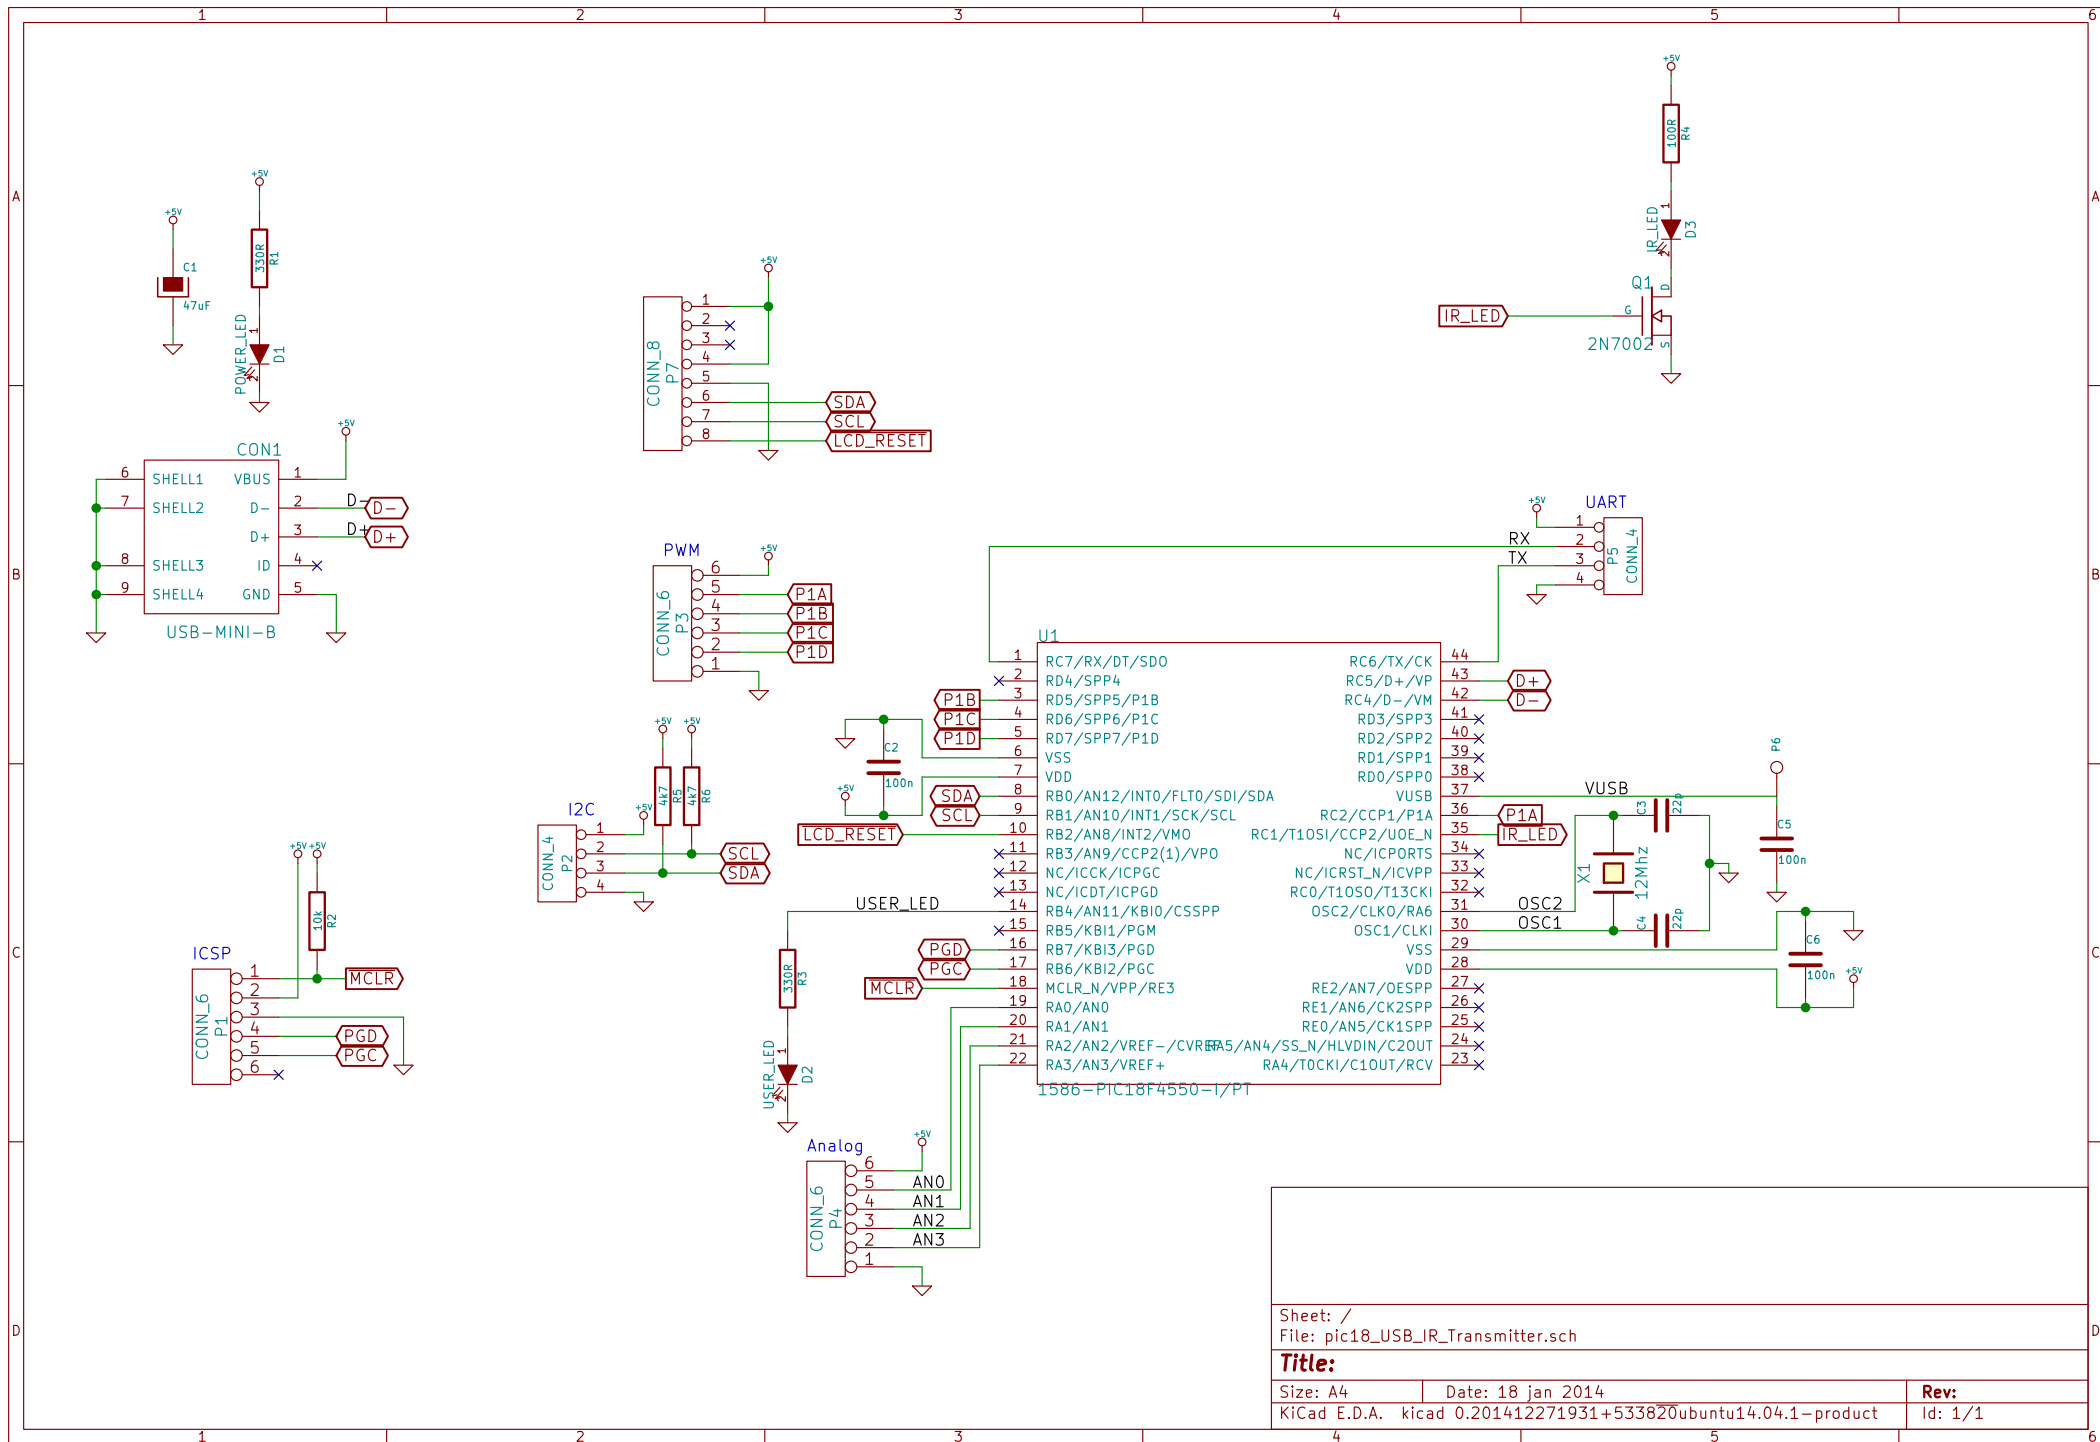 1 2 3 4 5 6
A A
B B
C C
D D
+5V
C1
47uF
+5V
330R
R1
POWER_LED
1
2
D1
+5V
CON1
6 SHELL1 VBUS 1
7 SHELL2 D- 2 D- D-
D+ 3 D+ D+
8 SHELL3 ID 4
9 SHELL4 GND 5
USB-MINI-B
+5V
CONN_8
P7
1
2
3
4
5
6 SDA
7 SCL
8 LCD_RESET
PWM
+5V
CONN_6
P3
6
5 P1A
4 P1B
3 P1C
2 P1D
1
+5V +5V
4k7
R5
4k7
R6
I2C
+5V
CONN_4
P2
1
2 SCL
3 SDA
4
+5V +5V
10k
R2
ICSP
CONN_6
P1
1 MCLR
2
3
4 PGD
5 PGC
6
+5V
100R
R4
1
IR_LED
2
D3
Q1
D
G
S
IR_LED
2N7002
+5V
UART
RX
TX
1
2
3
4
P5
CONN_4
U1
1 RC7/RX/DT/SDO
2 RD4/SPP4
P1B 3 RD5/SPP5/P1B
P1C 4 RD6/SPP6/P1C
P1D 5 RD7/SPP7/P1D
6 VSS
7 VDD
SDA 8 RB0/AN12/INT0/FLT0/SDI/SDA
SCL 9 RB1/AN10/INT1/SCK/SCL
LCD_RESET 10 RB2/AN8/INT2/VMO
11 RB3/AN9/CCP2(1)/VPO
12 NC/ICCK/ICPGC
13 NC/ICDT/ICPGD
USER_LED 14 RB4/AN11/KBI0/CSSPP
15 RB5/KBI1/PGM
PGD 16 RB7/KBI3/PGD
PGC 17 RB6/KBI2/PGC
MCLR 18 MCLR_N/VPP/RE3
19 RA0/AN0
20 RA1/AN1
21 RA2/AN2/VREF-/CVREF
22 RA3/AN3/VREF+
RC6/TX/CK 44
RC5/D+/VP 43 D+
RC4/D-/VM 42 D-
RD3/SPP3 41
RD2/SPP2 40
RD1/SPP1 39
RD0/SPP0 38
VUSB 37 VUSB
RC2/CCP1/P1A 36 P1A
RC1/T1OSI/CCP2/UOE_N 35 IR_LED
NC/ICPORTS 34
NC/ICRST_N/ICVPP 33
RC0/T1OSO/T13CKI 32
OSC2/CLKO/RA6 31 OSC2
OSC1/CLKI 30 OSC1
VSS 29
VDD 28
RE2/AN7/OESPP 27
RE1/AN6/CK2SPP 26
RE0/AN5/CK1SPP 25
RA5/AN4/SS_N/HLVDIN/C2OUT 24
RA4/T0CKI/C1OUT/RCV 23
1586-PIC18F4550-I/PT
C2
100n
+5V
330R
R3
USER_LED
1
2
D2
P6
C3
22p
X1
12Mhz
C4
22p
C5
100n
C6
100n
+5V
Analog
+5V
CONN_6
P4
6
5 AN0
4 AN1
3 AN2
2 AN3
1
Sheet: /
File: pic18_USB_IR_Transmitter.sch
Title:
Size: A4 Date: 18 jan 2014 Rev:
KiCad E.D.A. kicad 0.201412271931+533820ubuntu14.04.1-product Id: 1/1
1 2 3 4 5 6